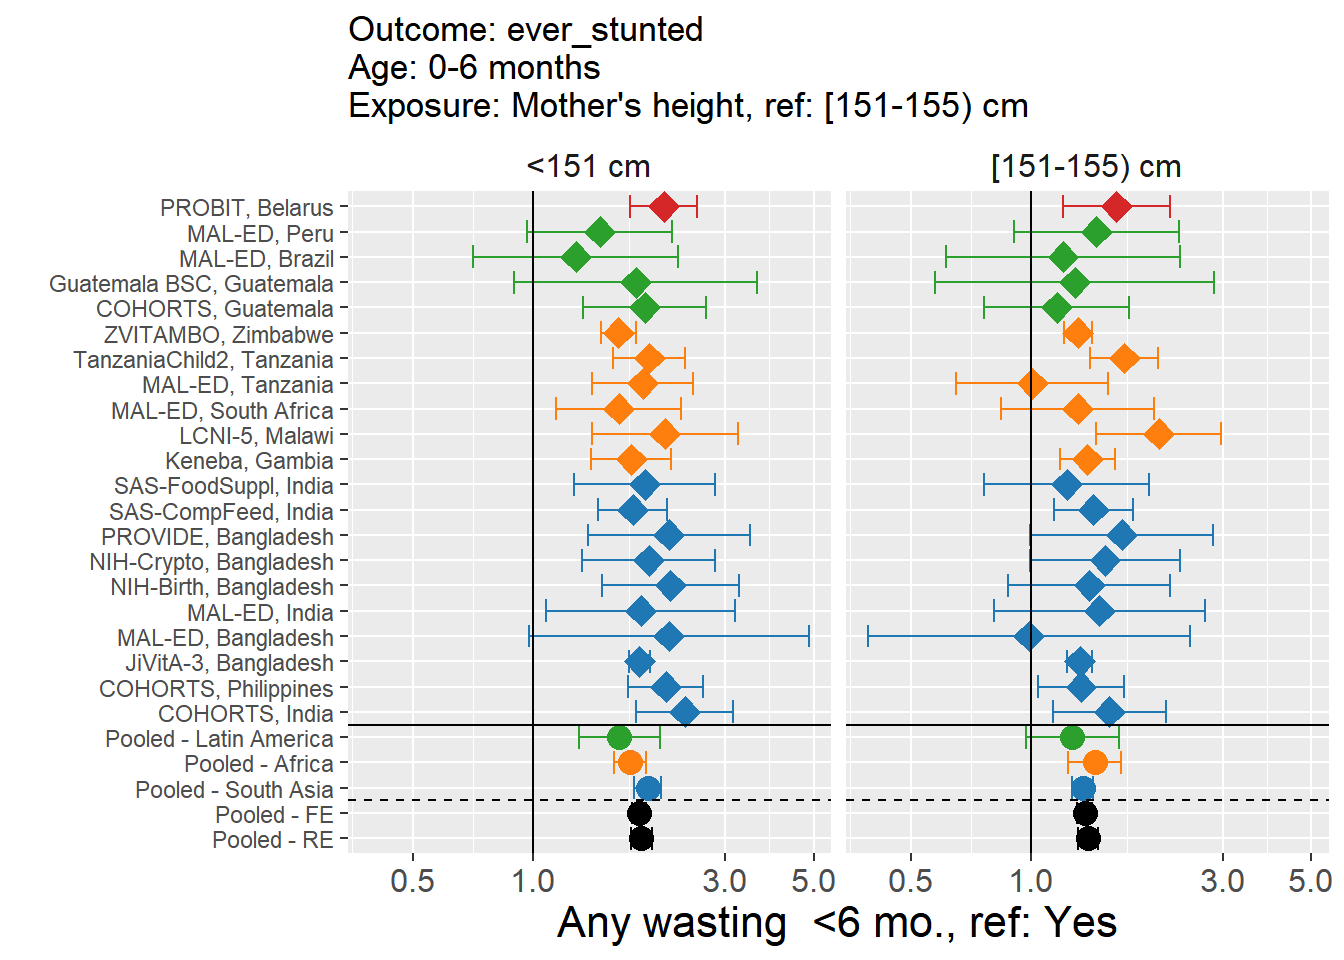 Outcome: ever_stunted
Age: 0-6 months
Exposure: Mother's height, ref: [151-155) cm
<151 cm
[151-155) cm
PROBIT, Belarus
MAL-ED, Peru
MAL-ED, Brazil
Guatemala BSC, Guatemala
COHORTS, Guatemala
ZVITAMBO, Zimbabwe
TanzaniaChild2, Tanzania
MAL-ED, Tanzania
MAL-ED, South Africa
LCNI-5, Malawi
Keneba, Gambia
SAS-FoodSuppl, India
SAS-CompFeed, India
PROVIDE, Bangladesh
NIH-Crypto, Bangladesh
NIH-Birth, Bangladesh
MAL-ED, India
MAL-ED, Bangladesh
JiVitA-3, Bangladesh
COHORTS, Philippines
COHORTS, India
Pooled - Latin America
Pooled - Africa
Pooled - South Asia
Pooled - FE
Pooled - RE
0.5 1.0 3.0 5.0 0.5 1.0 3.0 5.0
Any wasting  <6 mo., ref: Yes